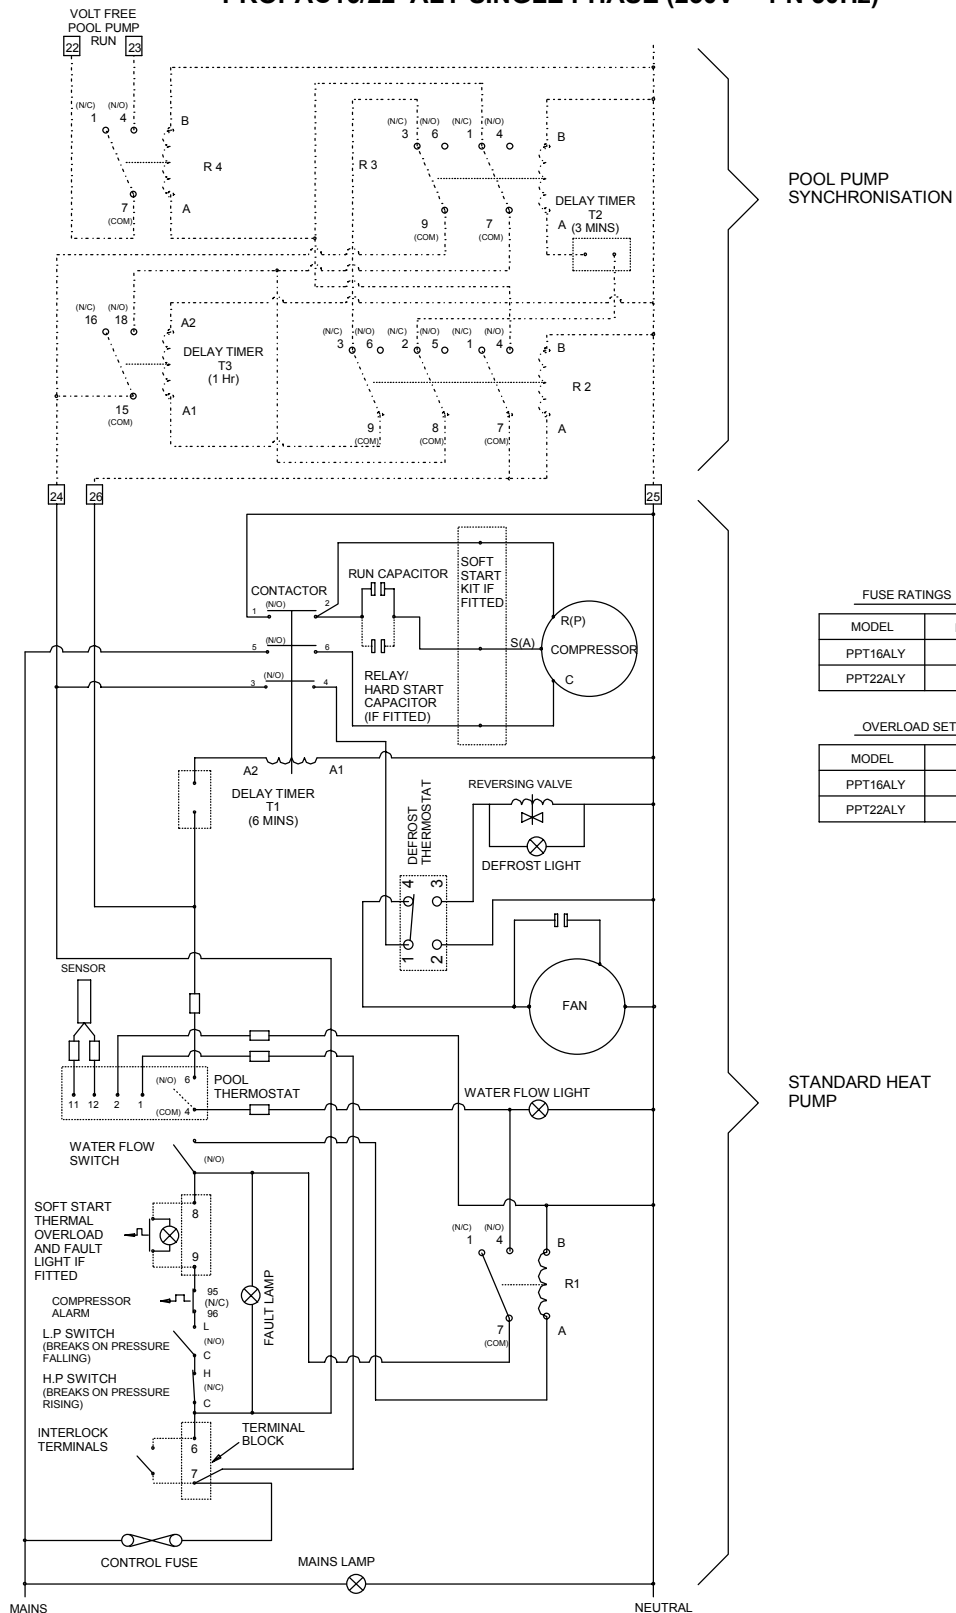 VOLT FREE
POOL PUMP
RUN
22
23
(N/C)
(N/O)
1
4
B
R 4
A
7
(COM)
(N/C)
(N/O)
(N/C)
(N/O)
3
6
1
4
B
R 3
9
(COM)
7
(COM)
A
DELAY TIMER
T2
(3 MINS)
POOL PUMP
SYNCHRONISATION
(N/C)
(N/O)
16
18
A2
DELAY TIMER
T3
(1 Hr)
15
(COM)
A1
(N/C)
(N/O)
(N/C)
(N/O)
(N/C)
(N/O)
3
6
2
5
1
4
B
R 2
9
(COM)
8
(COM)
7
(COM)
A
24
26
25
CONTACTOR
(N/O)
1
2
(N/O)
5
6
(N/O)
3
4
RUN CAPACITOR
SOFT
START
KIT IF
FITTED
R(P)
S(A)
COMPRESSOR
C
RELAY/
HARD START
CAPACITOR
(IF FITTED)
FUSE RATINGS
MODEL
PPT16ALY
PPT22ALY
OVERLOAD SET
MODEL
PPT16ALY
PPT22ALY
A2
A1
DELAY TIMER
T1
(6 MINS)
DEFROST
THERMOSTAT
4
3
1
2
REVERSING VALVE
DEFROST LIGHT
FAN
SENSOR
11
12
2
1
(N/O)
6
(COM)
4
POOL
THERMOSTAT
WATER FLOW LIGHT
STANDARD HEAT
PUMP
WATER FLOW
SWITCH
(N/O)
SOFT START
THERMAL
OVERLOAD
AND FAULT
LIGHT IF
FITTED
8
9
COMPRESSOR
ALARM
95
(N/C)
96
FAULT LAMP
L.P SWITCH
(BREAKS ON PRESSURE
FALLING)
L
(N/O)
C
H.P SWITCH
(BREAKS ON PRESSURE
RISING)
H
(N/C)
C
(N/C)
(N/O)
1
4
B
R1
7
(COM)
A
INTERLOCK
TERMINALS
6
7
TERMINAL
BLOCK
CONTROL FUSE
MAINS LAMP
MAINS
NEUTRAL